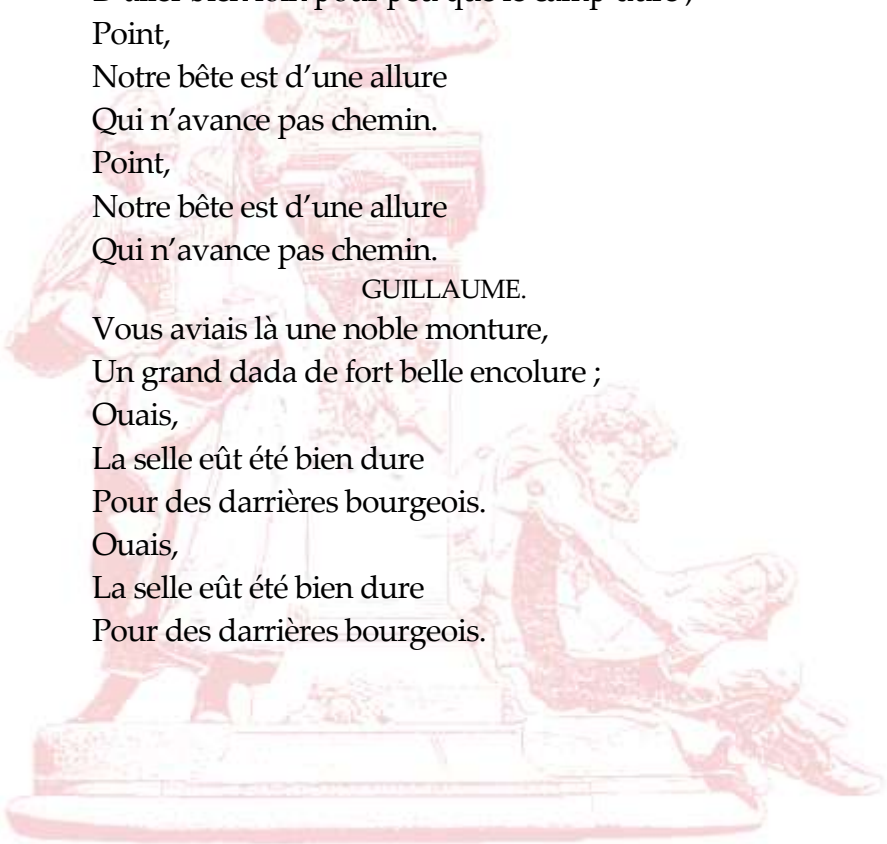 Point,
Notre bête est d’une allure
Qui n’avance pas chemin.
Point,
Notre bête est d’une allure
Qui n’avance pas chemin.
GUILLAUME.
Vous aviais là une noble monture,
Un grand dada de fort belle encolure ;
Ouais,
La selle eût été bien dure
Pour des darrières bourgeois.
Ouais,
La selle eût été bien dure
Pour des darrières bourgeois.